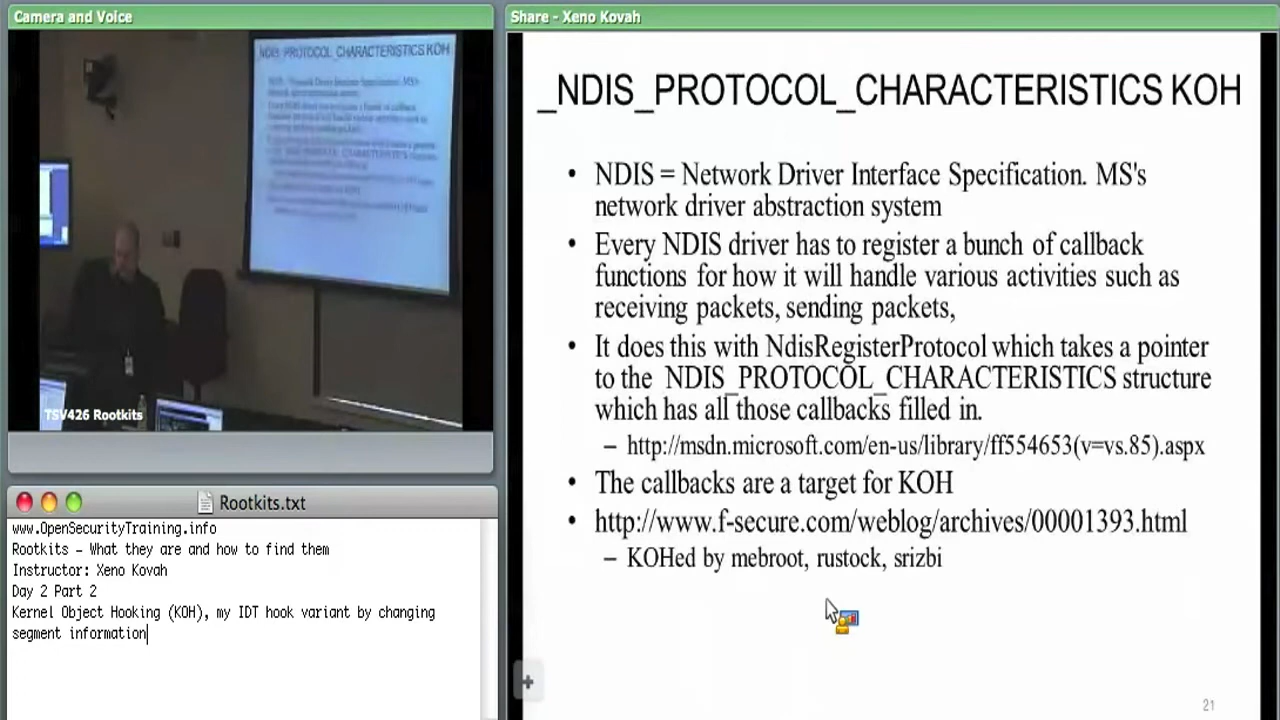 Camera and Voice
NDIS_PROTOCOL_CHARACTERISTICS KOH
TSV426 Rootkits
Rootkits.txt
www.OpenSecurityTraining.info
Rootkits - What they are and how to find them
Instructor: Xeno Kovah
Day 2 Part 2
Kernel Object Hooking (KOH), my IDT hook variant by changing
segment information
Share - Xeno Kovah
_NDIS_PROTOCOL_CHARACTERISTICS KOH
• NDIS = Network Driver Interface Specification. MS's
network driver abstraction system
• Every NDIS driver has to register a bunch of callback
functions for how it will handle various activities such as
receiving packets, sending packets,
• It does this with NdisRegisterProtocol which takes a pointer
to the _NDIS_PROTOCOL_CHARACTERISTICS structure
which has all those callbacks filled in.
– http://msdn.microsoft.com/en-us/library/ff554653(v=vs.85).aspx
• The callbacks are a target for KOH
• http://www.f-secure.com/weblog/archives/00001393.html
– KOHed by mebroot, rustock, srizbi
21